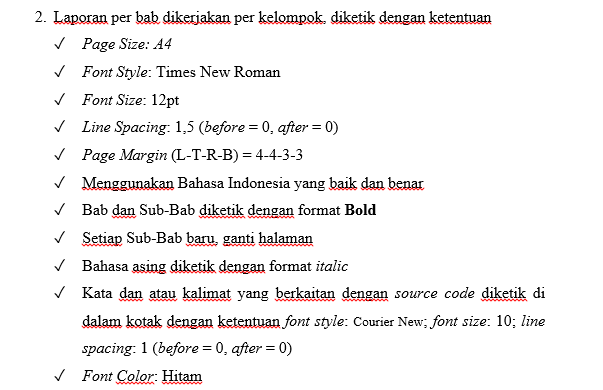 2. Laporan per bab dikerjakan per kelompok, diketik dengan ketentuan
✓ Page Size: A4
✓ Font Style: Times New Roman
✓ Font Size: 12pt
✓ Line Spacing: 1,5 (before = 0, after = 0)
✓ Page Margin (L-T-R-B) = 4-4-3-3
✓ Menggunakan Bahasa Indonesia yang baik dan benar
✓ Bab dan Sub-Bab diketik dengan format Bold
✓ Setiap Sub-Bab baru, ganti halaman
✓ Bahasa asing diketik dengan format italic
✓ Kata dan atau kalimat yang berkaitan dengan source code diketik di
dalam kotak dengan ketentuan font style: Courier New; font size: 10; line
spacing: 1 (before = 0, after = 0)
✓ Font Color: Hitam